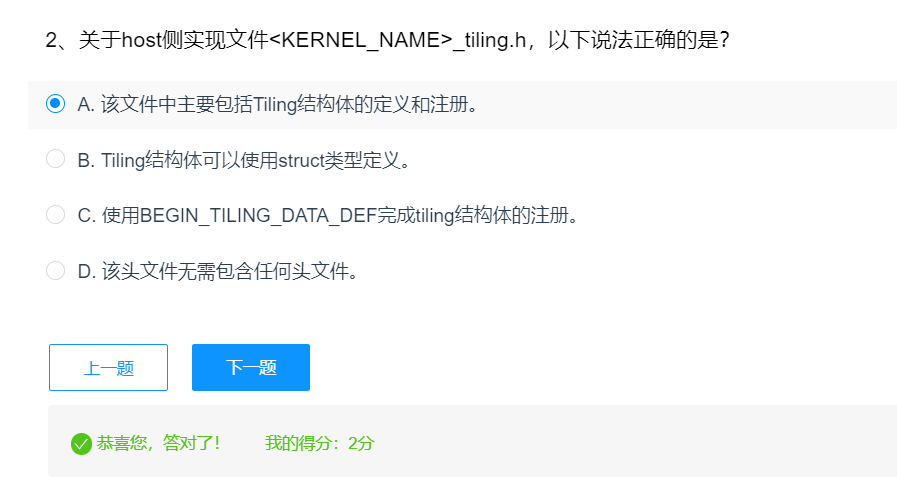 2、关于host侧实现文件<KERNEL_NAME>_tiling.h，以下说法正确的是？
A. 该文件中主要包括Tiling结构体的定义和注册。
B. Tiling结构体可以使用struct类型定义。
C. 使用BEGIN_TILING_DATA_DEF完成tiling结构体的注册。
D. 该头文件无需包含任何头文件。
上一题 下一题
恭喜您，答对了！ 我的得分：2分